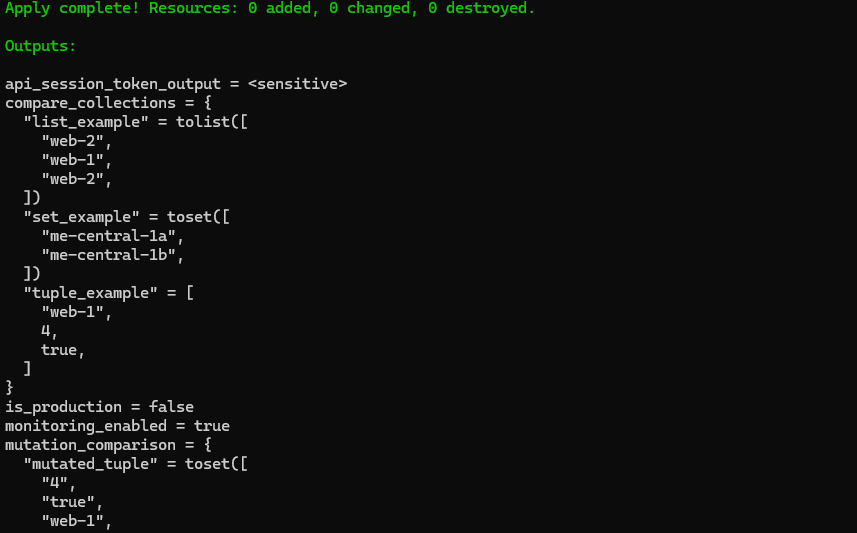 Apply complete! Resources: 0 added, 0 changed, 0 destroyed.
Outputs:
api_session_token_output = <sensitive>
compare_collections = {
  "list_example" = tolist([
    "web-2",
    "web-1",
    "web-2",
  ])
  "set_example" = toset([
    "me-central-1a",
    "me-central-1b",
  ])
  "tuple_example" = [
    "web-1",
    4,
    true,
  ]
}
is_production = false
monitoring_enabled = true
mutation_comparison = {
  "mutated_tuple" = toset([
    "4",
    "true",
    "web-1",